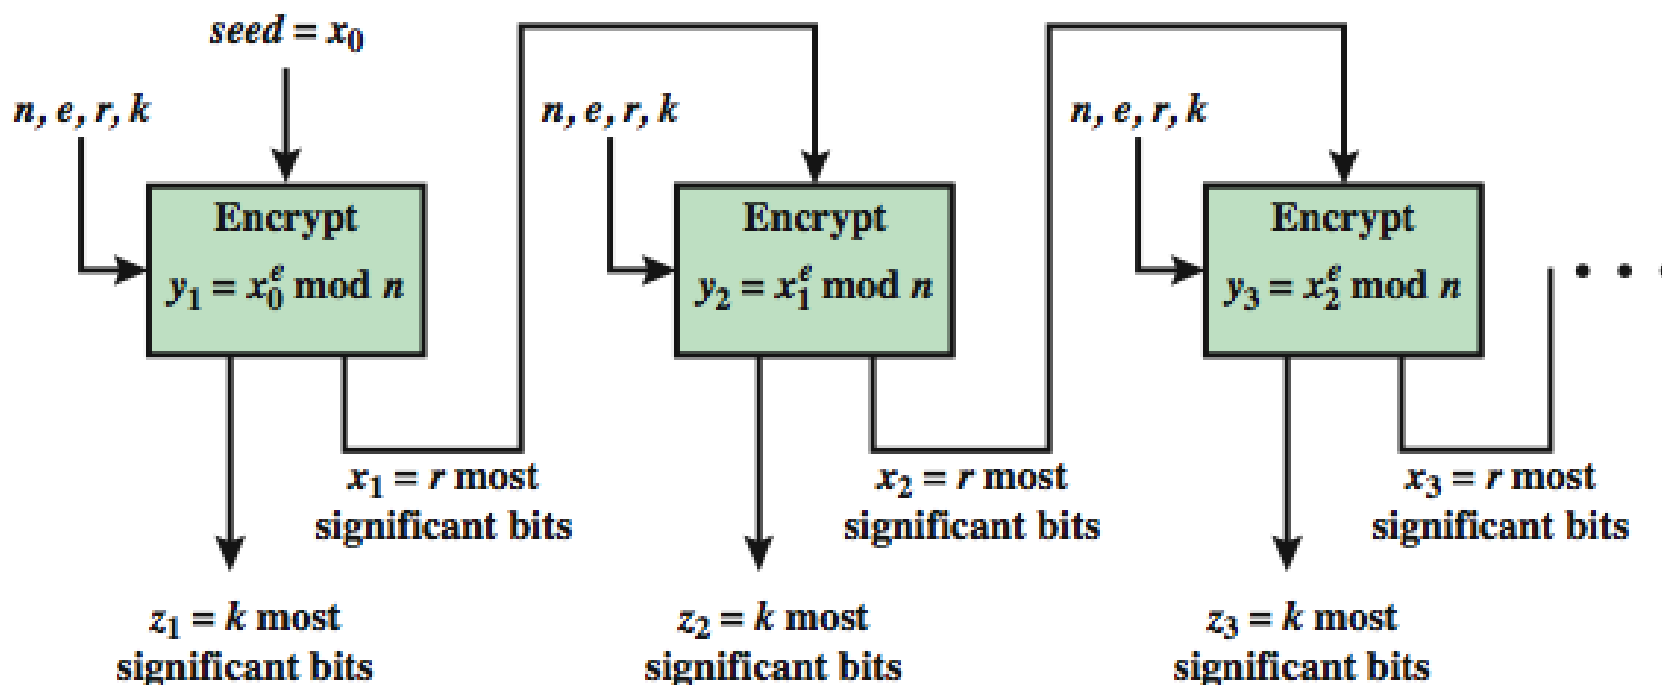 seed = x₀
n, e, r, k
n, e, r, k
n, e, r, k
Encrypt
y₁ = x₀ᵉ mod n
Encrypt
y₂ = x₁ᵉ mod n
Encrypt
y₃ = x₂ᵉ mod n
• • •
x₁ = r most
significant bits
x₂ = r most
significant bits
x₃ = r most
significant bits
z₁ = k most
significant bits
z₂ = k most
significant bits
z₃ = k most
significant bits